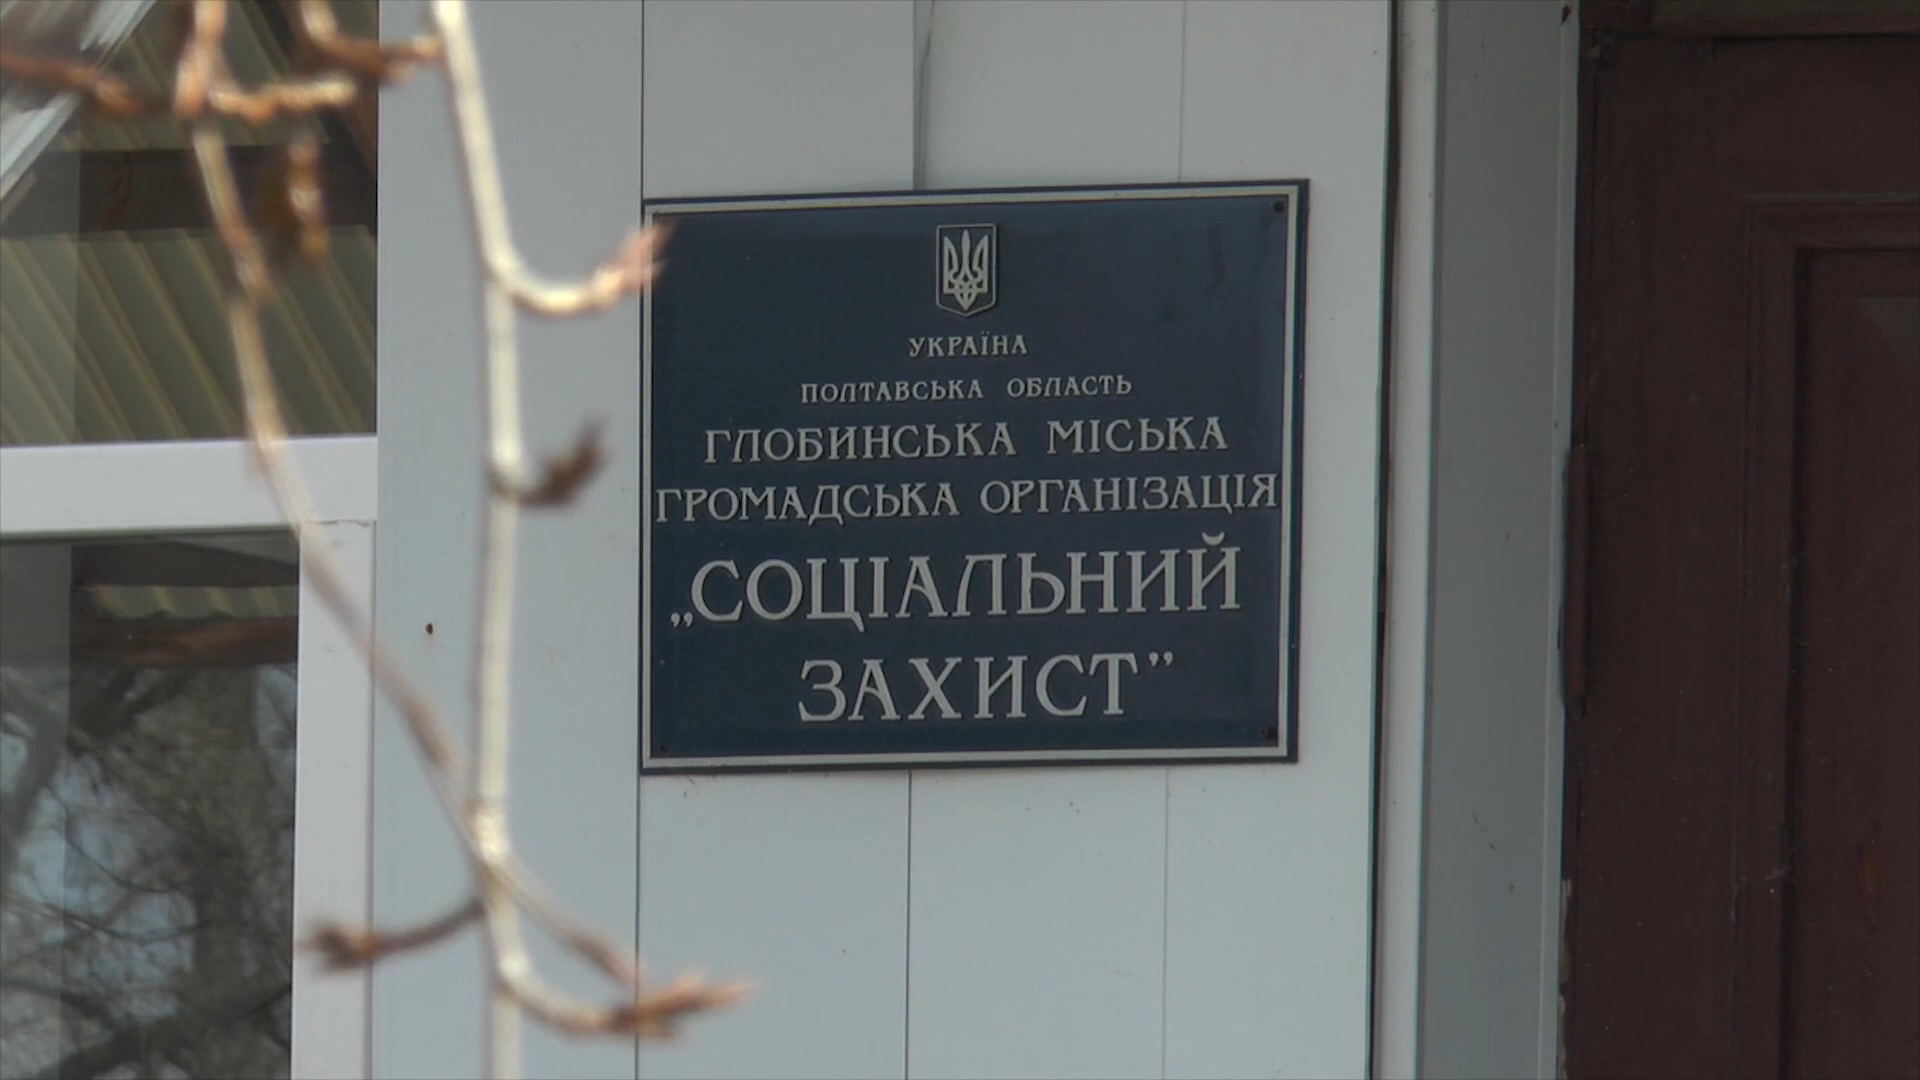 УКРАЇНА
ПОЛТАВСЬКА ОБЛАСТЬ
ГЛОБИНСЬКА МІСЬКА
ГРОМАДСЬКА ОРГАНІЗАЦІЯ
„СОЦІАЛЬНИЙ
ЗАХИСТ”